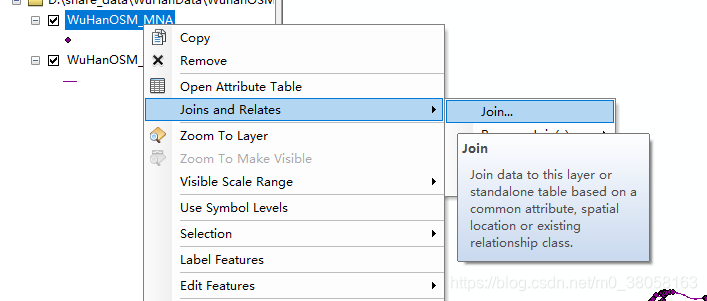 D:\share_data\WuHanData\WuHanOSM
WuHanOSM_MNA
WuHanOSM_
Copy
Remove
Open Attribute Table
Joins and Relates
Join...
Zoom To Layer
Zoom To Make Visible
Visible Scale Range
Use Symbol Levels
Selection
Label Features
Edit Features
Join
Join data to this layer or
standalone table based on a
common attribute, spatial
location or existing
relationship class.
https://blog.csdn.net/m0_38058163